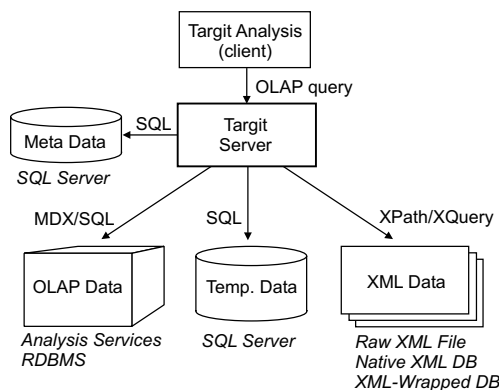 Targit Analysis
(client)
OLAP query
SQL
Targit
Server
Meta Data
SQL Server
MDX/SQL
SQL
XPath/XQuery
OLAP Data
Temp. Data
XML Data
Analysis Services
RDBMS
SQL Server
Raw XML File
Native XML DB
XML-Wrapped DB